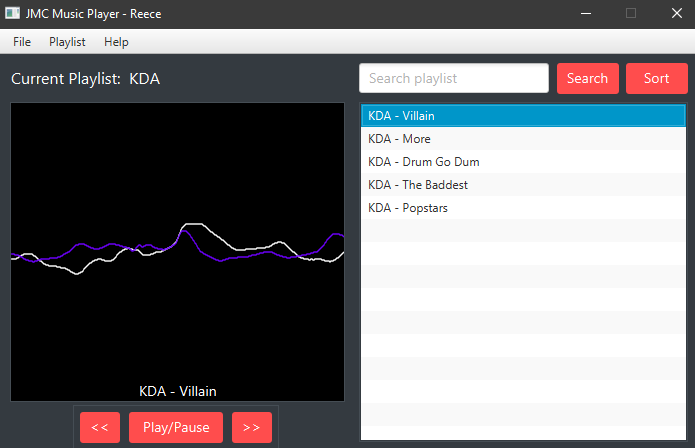 JMC Music Player - Reece
File Playlist Help
Current Playlist: KDA
Search playlist
Search
Sort
KDA - Villain
KDA - More
KDA - Drum Go Dum
KDA - The Baddest
KDA - Popstars
KDA - Villain
<< Play/Pause >>